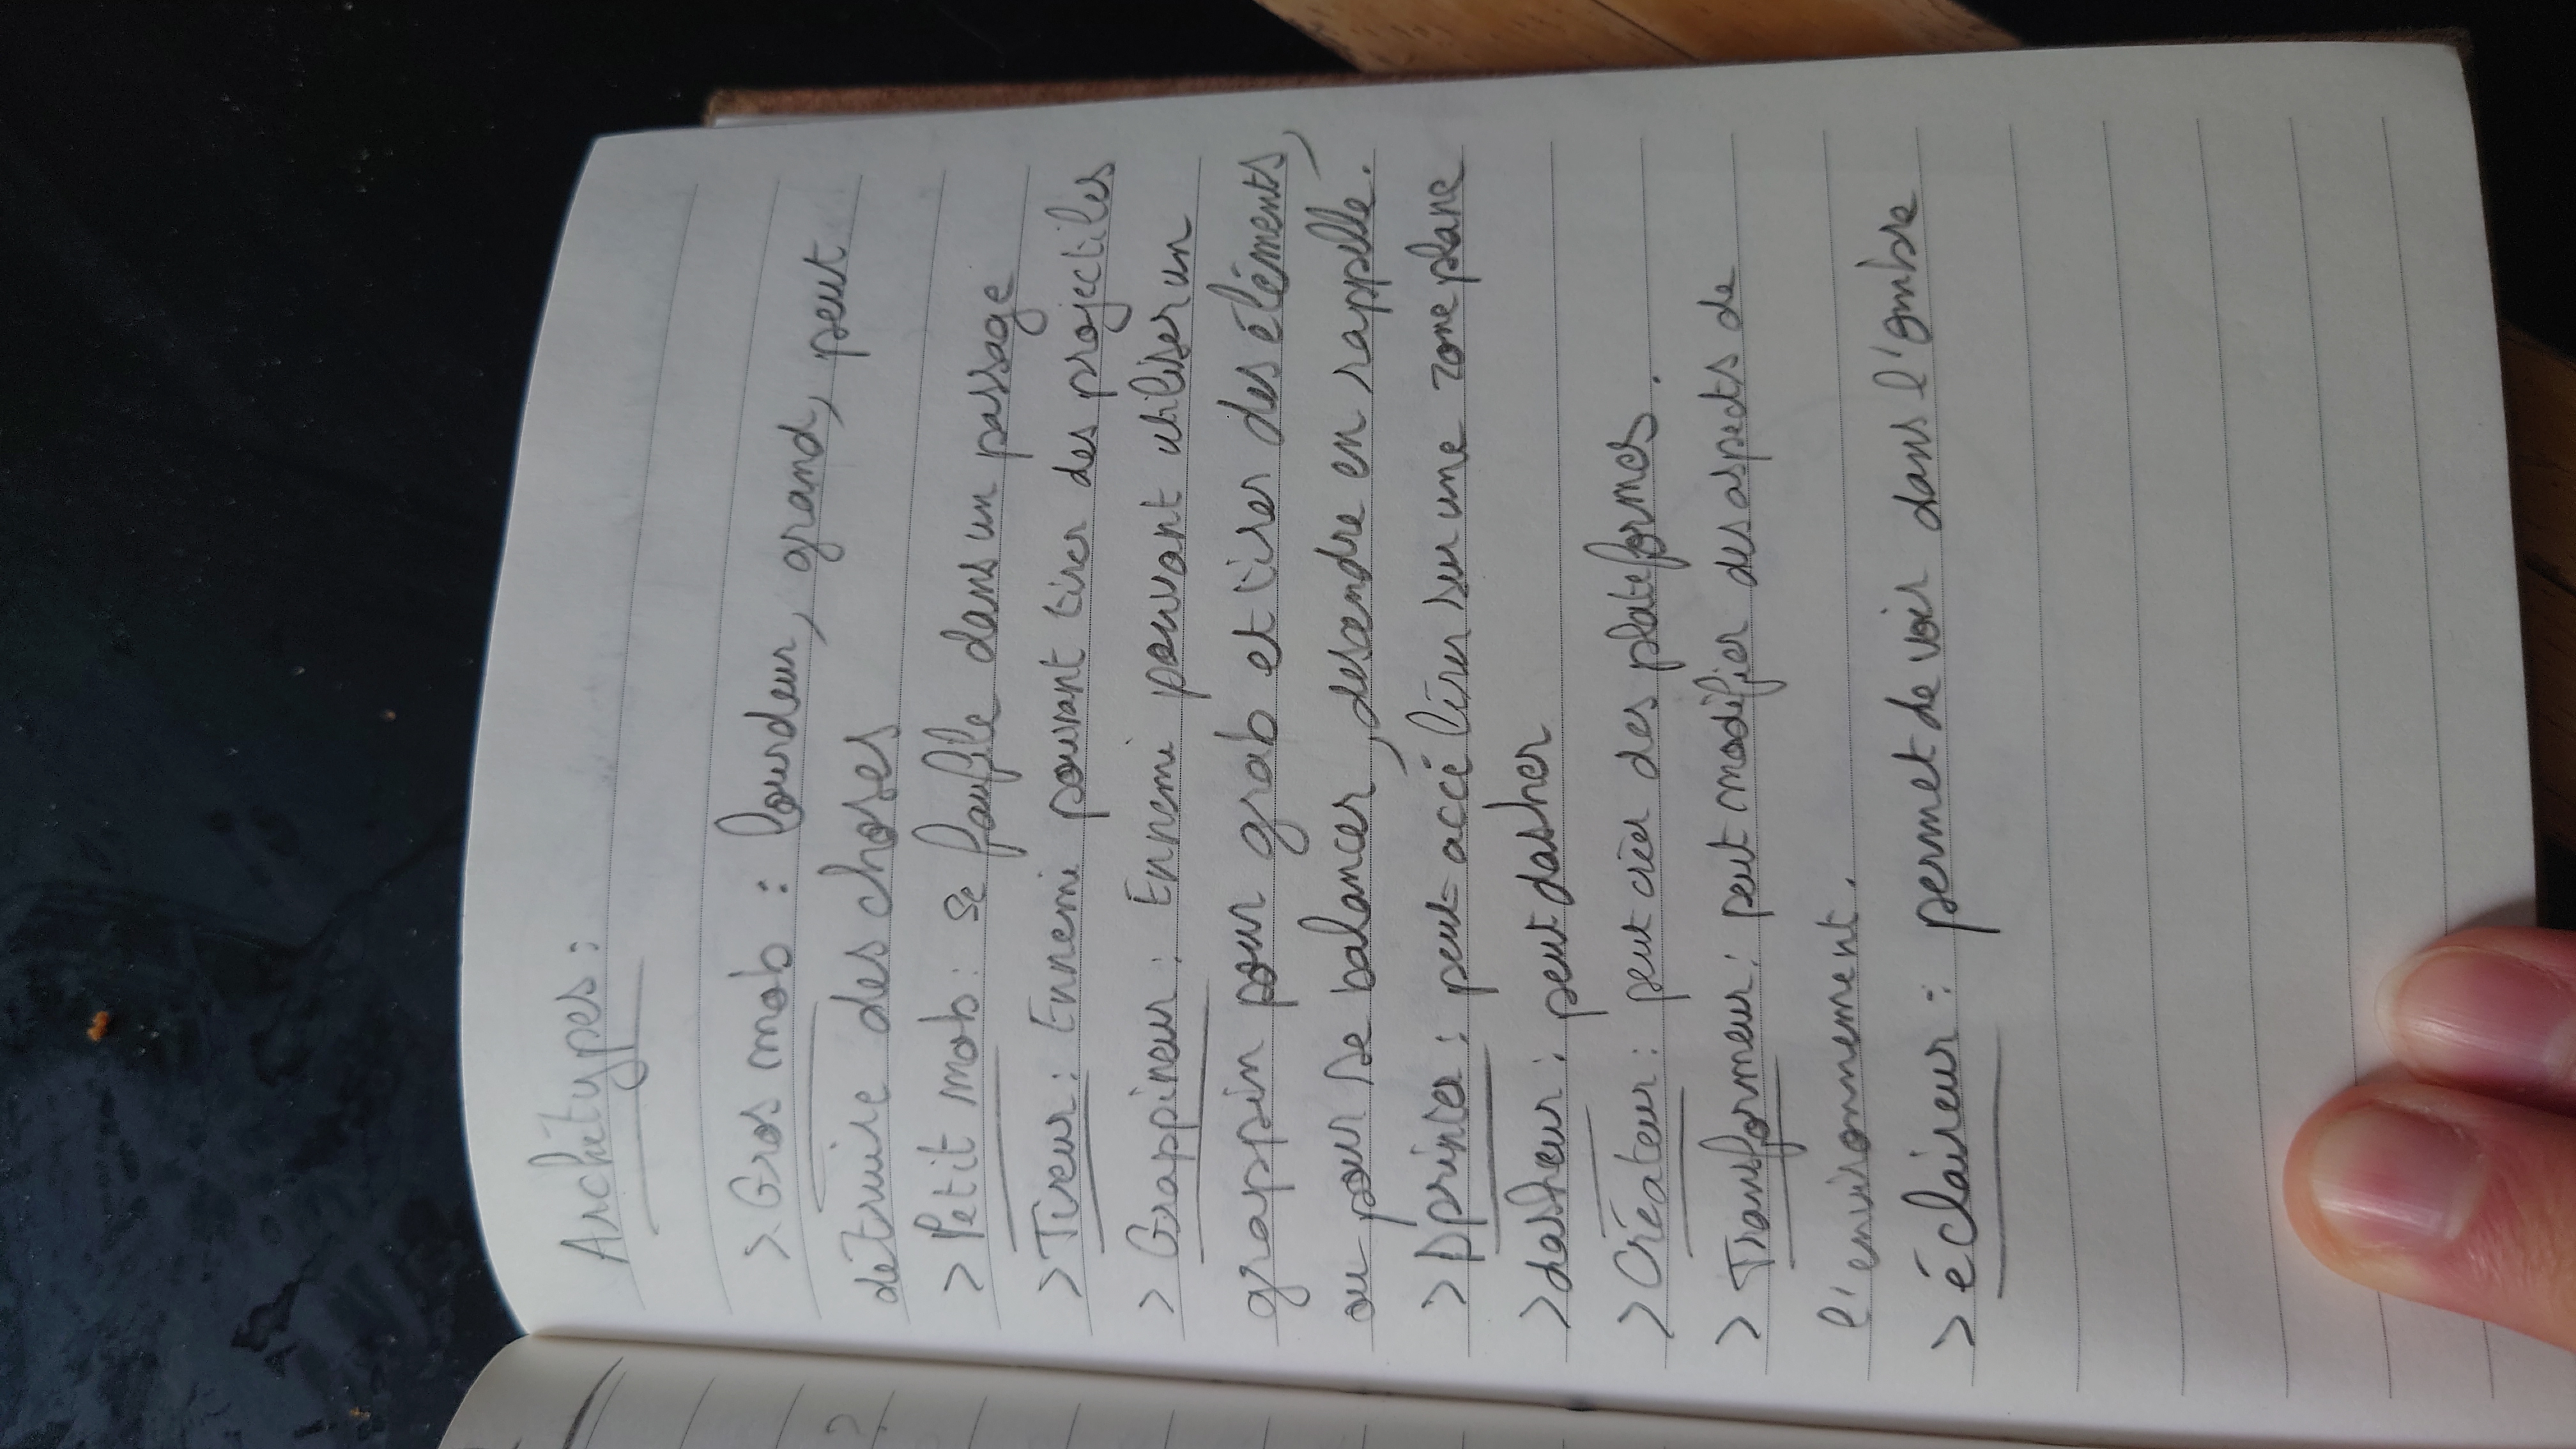 Archétypes :
> Gros mob : lourdeur, grand, peut
détruire des choses
> Petit mob : se faufile dans un passage
> Tireur : Ennemi pouvant tirer des projectiles
> Grappineur : Ennemi pouvant utiliser un
grappin pour grab et tirer des éléments,
ou pour se balancer, descendre en rappelle.
> Sprinter : peut accélérer sur une zone plane
> dasheur : peut dasher
> Créateur : peut créer des plateformes.
> Transformeur : peut modifier des aspects de
l'environnement.
> éclaireur : permet de voir dans l'ombre